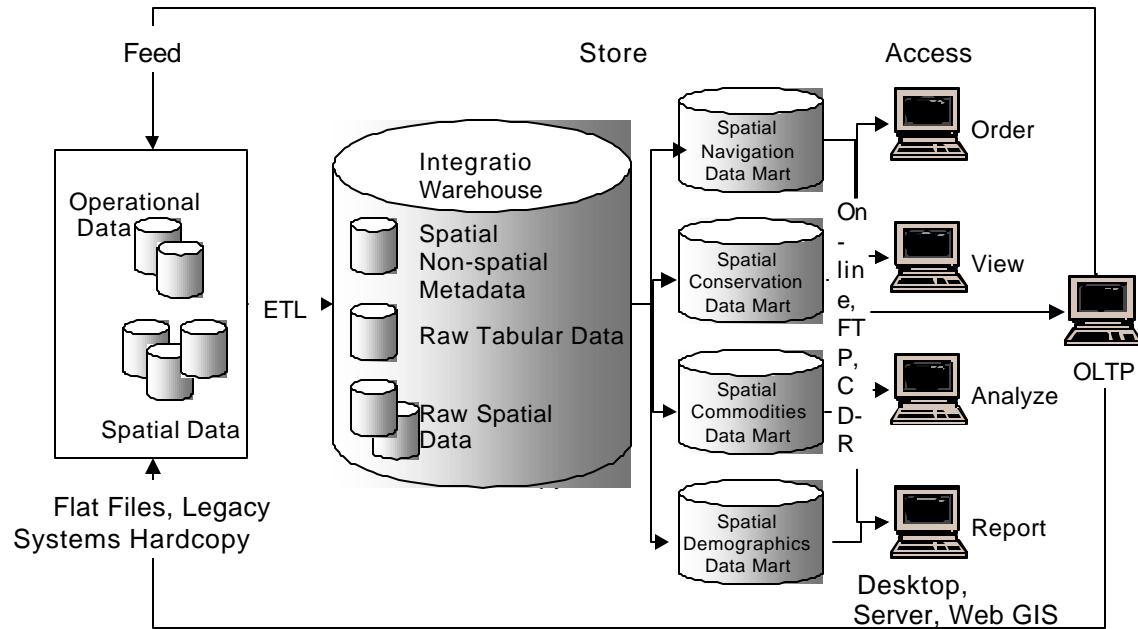 Feed
Store
Access
Operational
Data
Spatial Data
Flat Files, Legacy
Systems Hardcopy
ETL
Integratio
Warehouse
Spatial
Non-spatial
Metadata
Raw Tabular Data
Raw Spatial
Data
Spatial
Navigation
Data Mart
Spatial
Conservation
Data Mart
Spatial
Commodities
Data Mart
Spatial
Demographics
Data Mart
On
-
lin
e,
FT
P,
C
D-
R
Order
View
Analyze
Report
Desktop,
Server, Web GIS
OLTP